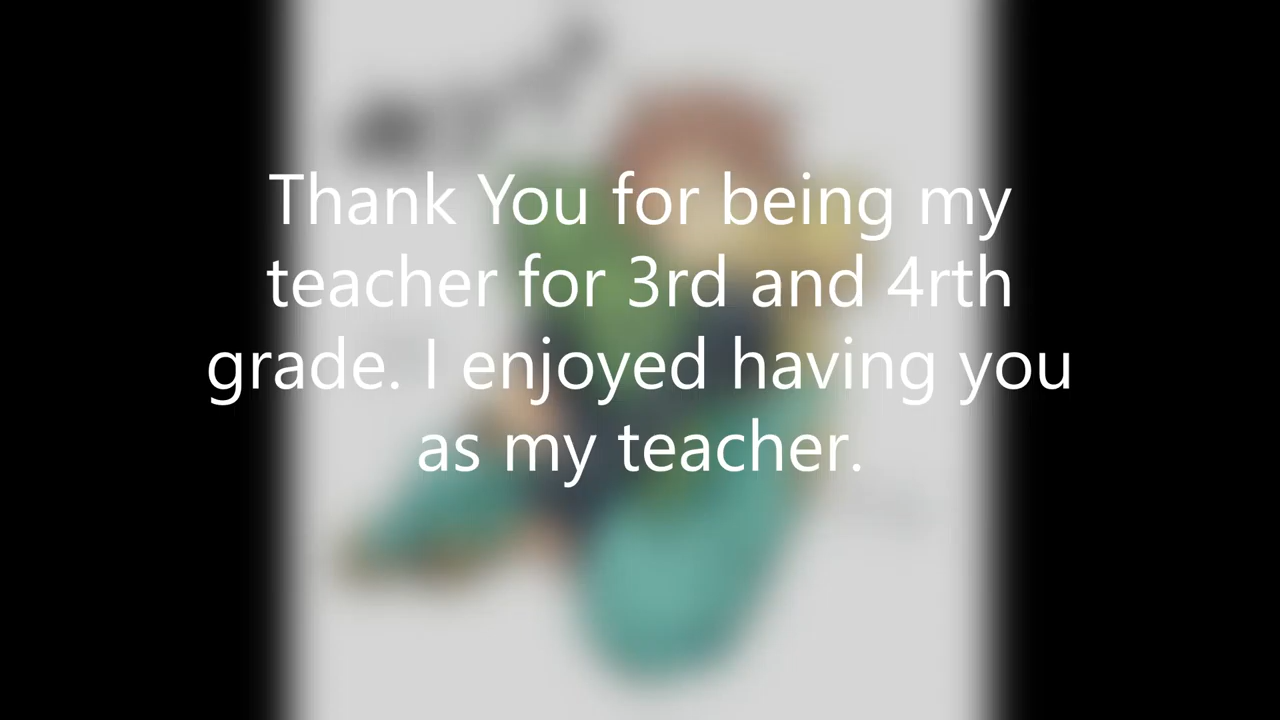 Thank You for being my
teacher for 3rd and 4rth
grade. I enjoyed having you
as my teacher.